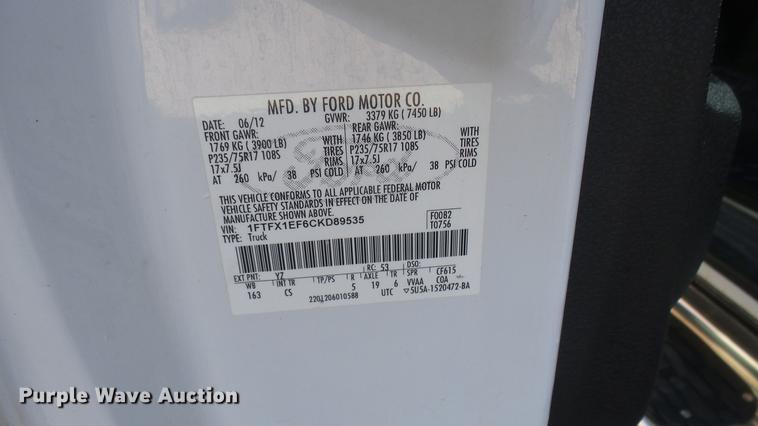 MFD. BY FORD MOTOR CO.
DATE: 06/12 GVWR: 3379 KG ( 7450 LB)
FRONT GAWR: REAR GAWR:
1769 KG ( 3900 LB) WITH 1746 KG ( 3850 LB) WITH
P235/75R17 108S TIRES P235/75R17 108S TIRES
17x7.5J RIMS 17x7.5J RIMS
AT 260 kPa/ 38 PSI COLD AT 260 kPa/ 38 PSI COLD
Ford
THIS VEHICLE CONFORMS TO ALL APPLICABLE FEDERAL MOTOR
VEHICLE SAFETY STANDARDS IN EFFECT ON THE DATE OF
MANUFACTURE SHOWN ABOVE.
VIN: 1FTFX1EF6CKD89535 F0082
TYPE: Truck T0756
EXT PNT: YZ RC: 53 DSO:
WB INT TR TP/PS R AXLE TR SPR CF615
163 CS 5 19 6 VVAA COA
2201206010588 UTC ▽5U5A-1520472-BA
Purple Wave Auction